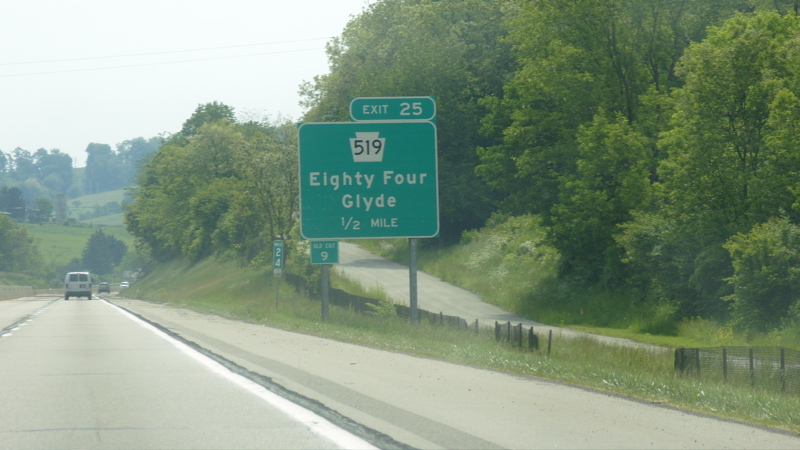 EXIT 25
519
Eighty Four
Glyde
1/2 MILE
OLD EXIT
9
24